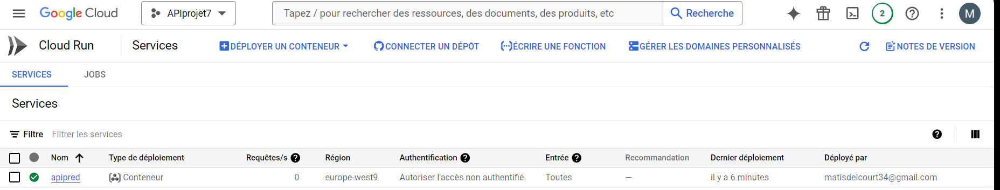 Google Cloud APIprojet7 Tapez / pour rechercher des ressources, des documents, des produits, etc Recherche 2 M
Cloud Run Services DÉPLOYER UN CONTENEUR CONNECTER UN DÉPÔT ÉCRIRE UNE FONCTION GÉRER LES DOMAINES PERSONNALISÉS NOTES DE VERSION
SERVICES JOBS
Services
Filtre Filtrer les services
Nom Type de déploiement Requêtes/s Région Authentification Entrée Recommandation Dernier déploiement Déployé par
apipred Conteneur 0 europe-west9 Autoriser l'accès non authentifié Toutes — il y a 6 minutes matisdelcourt34@gmail.com